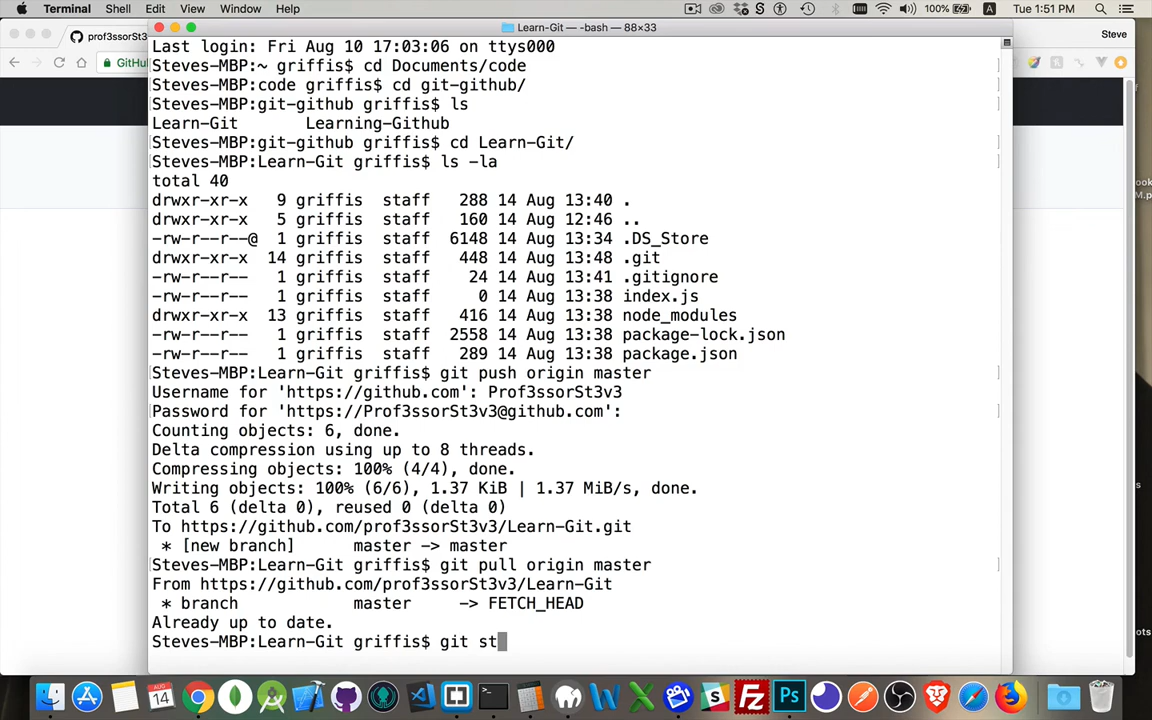 Terminal Shell Edit View Window Help 100% A Tue 1:51 PM
Learn-Git — -bash — 88×33
prof3ssorSt3 Steve
GitHub
Last login: Fri Aug 10 17:03:06 on ttys000
Steves-MBP:~ griffis$ cd Documents/code
Steves-MBP:code griffis$ cd git-github/
Steves-MBP:git-github griffis$ ls
Learn-Git Learning-Github
Steves-MBP:git-github griffis$ cd Learn-Git/
Steves-MBP:Learn-Git griffis$ ls -la
total 40
drwxr-xr-x 9 griffis staff 288 14 Aug 13:40 .
drwxr-xr-x 5 griffis staff 160 14 Aug 12:46 ..
-rw-r--r--@ 1 griffis staff 6148 14 Aug 13:34 .DS_Store
drwxr-xr-x 14 griffis staff 448 14 Aug 13:48 .git
-rw-r--r-- 1 griffis staff 24 14 Aug 13:41 .gitignore
-rw-r--r-- 1 griffis staff 0 14 Aug 13:38 index.js
drwxr-xr-x 13 griffis staff 416 14 Aug 13:38 node_modules
-rw-r--r-- 1 griffis staff 2558 14 Aug 13:38 package-lock.json
-rw-r--r-- 1 griffis staff 289 14 Aug 13:38 package.json
Steves-MBP:Learn-Git griffis$ git push origin master
Username for 'https://github.com': Prof3ssorSt3v3
Password for 'https://Prof3ssorSt3v3@github.com':
Counting objects: 6, done.
Delta compression using up to 8 threads.
Compressing objects: 100% (4/4), done.
Writing objects: 100% (6/6), 1.37 KiB | 1.37 MiB/s, done.
Total 6 (delta 0), reused 0 (delta 0)
To https://github.com/prof3ssorSt3v3/Learn-Git.git
* [new branch] master -> master
Steves-MBP:Learn-Git griffis$ git pull origin master
From https://github.com/prof3ssorSt3v3/Learn-Git
* branch master -> FETCH_HEAD
Already up to date.
Steves-MBP:Learn-Git griffis$ git st
AUG
14